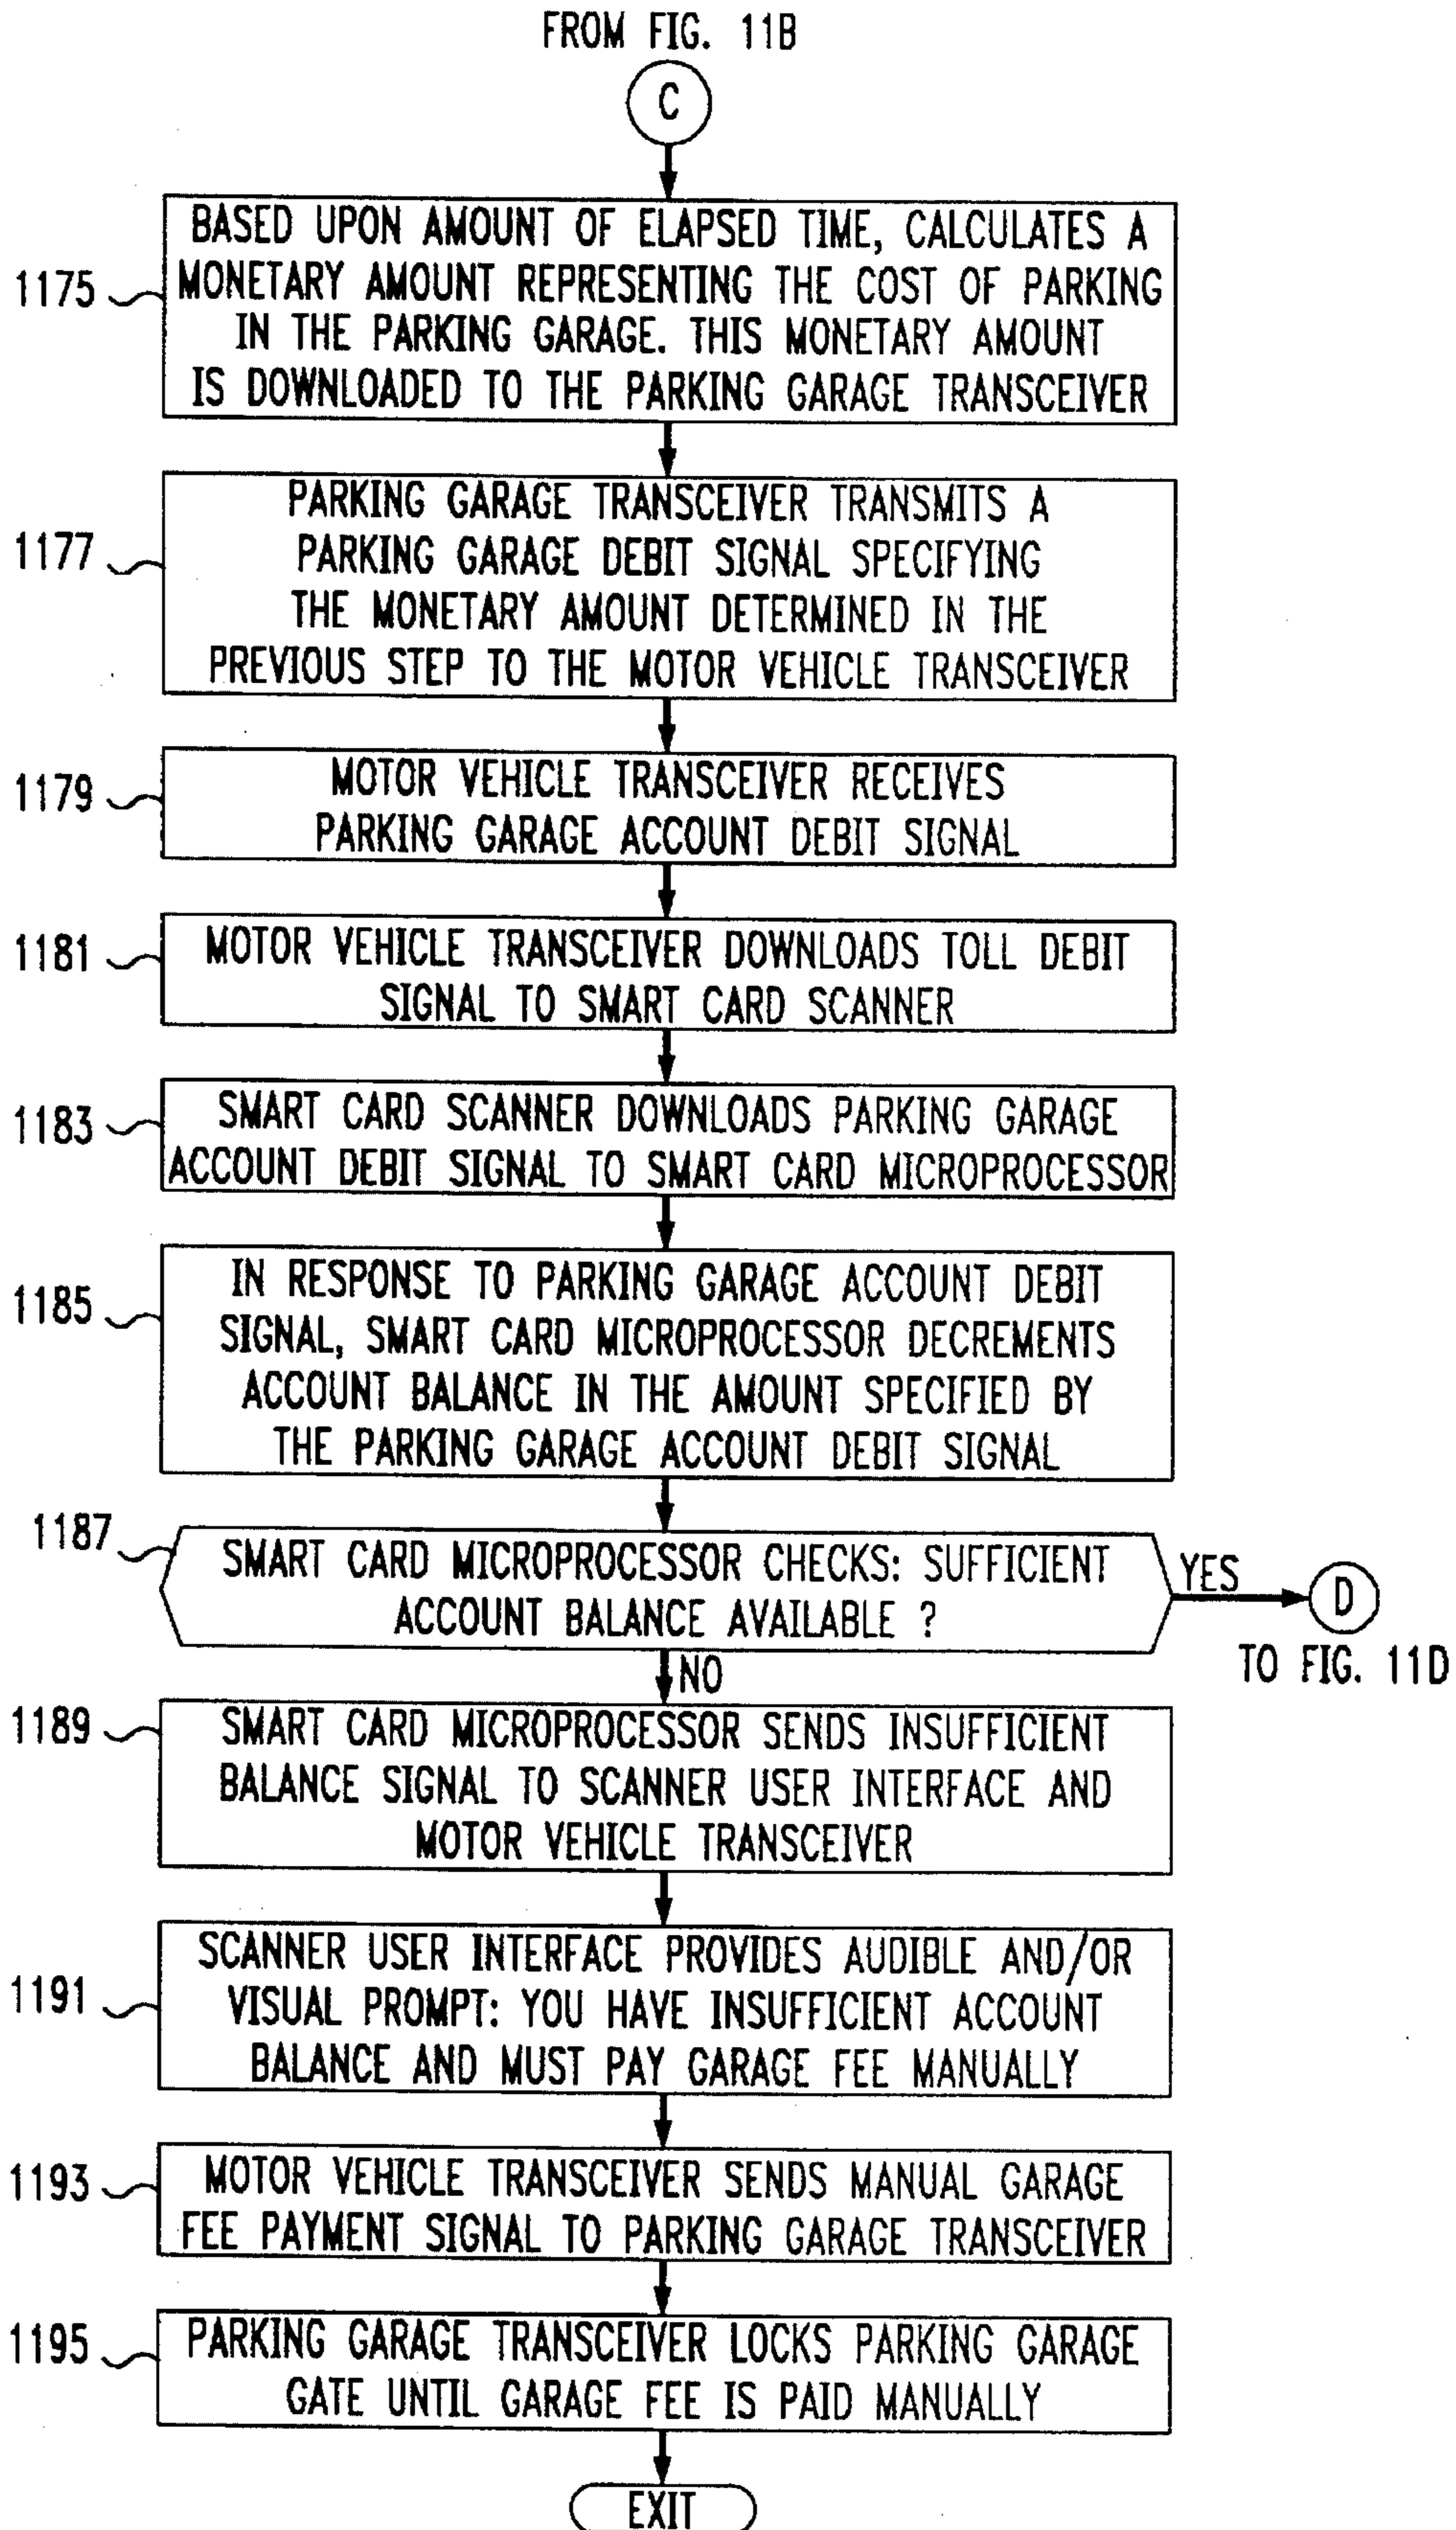 FROM FIG. 11B
C
1175
BASED UPON AMOUNT OF ELAPSED TIME, CALCULATES A
MONETARY AMOUNT REPRESENTING THE COST OF PARKING
IN THE PARKING GARAGE. THIS MONETARY AMOUNT
IS DOWNLOADED TO THE PARKING GARAGE TRANSCEIVER
1177
PARKING GARAGE TRANSCEIVER TRANSMITS A
PARKING GARAGE DEBIT SIGNAL SPECIFYING
THE MONETARY AMOUNT DETERMINED IN THE
PREVIOUS STEP TO THE MOTOR VEHICLE TRANSCEIVER
1179
MOTOR VEHICLE TRANSCEIVER RECEIVES
PARKING GARAGE ACCOUNT DEBIT SIGNAL
1181
MOTOR VEHICLE TRANSCEIVER DOWNLOADS TOLL DEBIT
SIGNAL TO SMART CARD SCANNER
1183
SMART CARD SCANNER DOWNLOADS PARKING GARAGE
ACCOUNT DEBIT SIGNAL TO SMART CARD MICROPROCESSOR
1185
IN RESPONSE TO PARKING GARAGE ACCOUNT DEBIT
SIGNAL, SMART CARD MICROPROCESSOR DECREMENTS
ACCOUNT BALANCE IN THE AMOUNT SPECIFIED BY
THE PARKING GARAGE ACCOUNT DEBIT SIGNAL
1187
SMART CARD MICROPROCESSOR CHECKS: SUFFICIENT
ACCOUNT BALANCE AVAILABLE ?
YES
D
TO FIG. 11D
NO
1189
SMART CARD MICROPROCESSOR SENDS INSUFFICIENT
BALANCE SIGNAL TO SCANNER USER INTERFACE AND
MOTOR VEHICLE TRANSCEIVER
1191
SCANNER USER INTERFACE PROVIDES AUDIBLE AND/OR
VISUAL PROMPT: YOU HAVE INSUFFICIENT ACCOUNT
BALANCE AND MUST PAY GARAGE FEE MANUALLY
1193
MOTOR VEHICLE TRANSCEIVER SENDS MANUAL GARAGE
FEE PAYMENT SIGNAL TO PARKING GARAGE TRANSCEIVER
1195
PARKING GARAGE TRANSCEIVER LOCKS PARKING GARAGE
GATE UNTIL GARAGE FEE IS PAID MANUALLY
EXIT